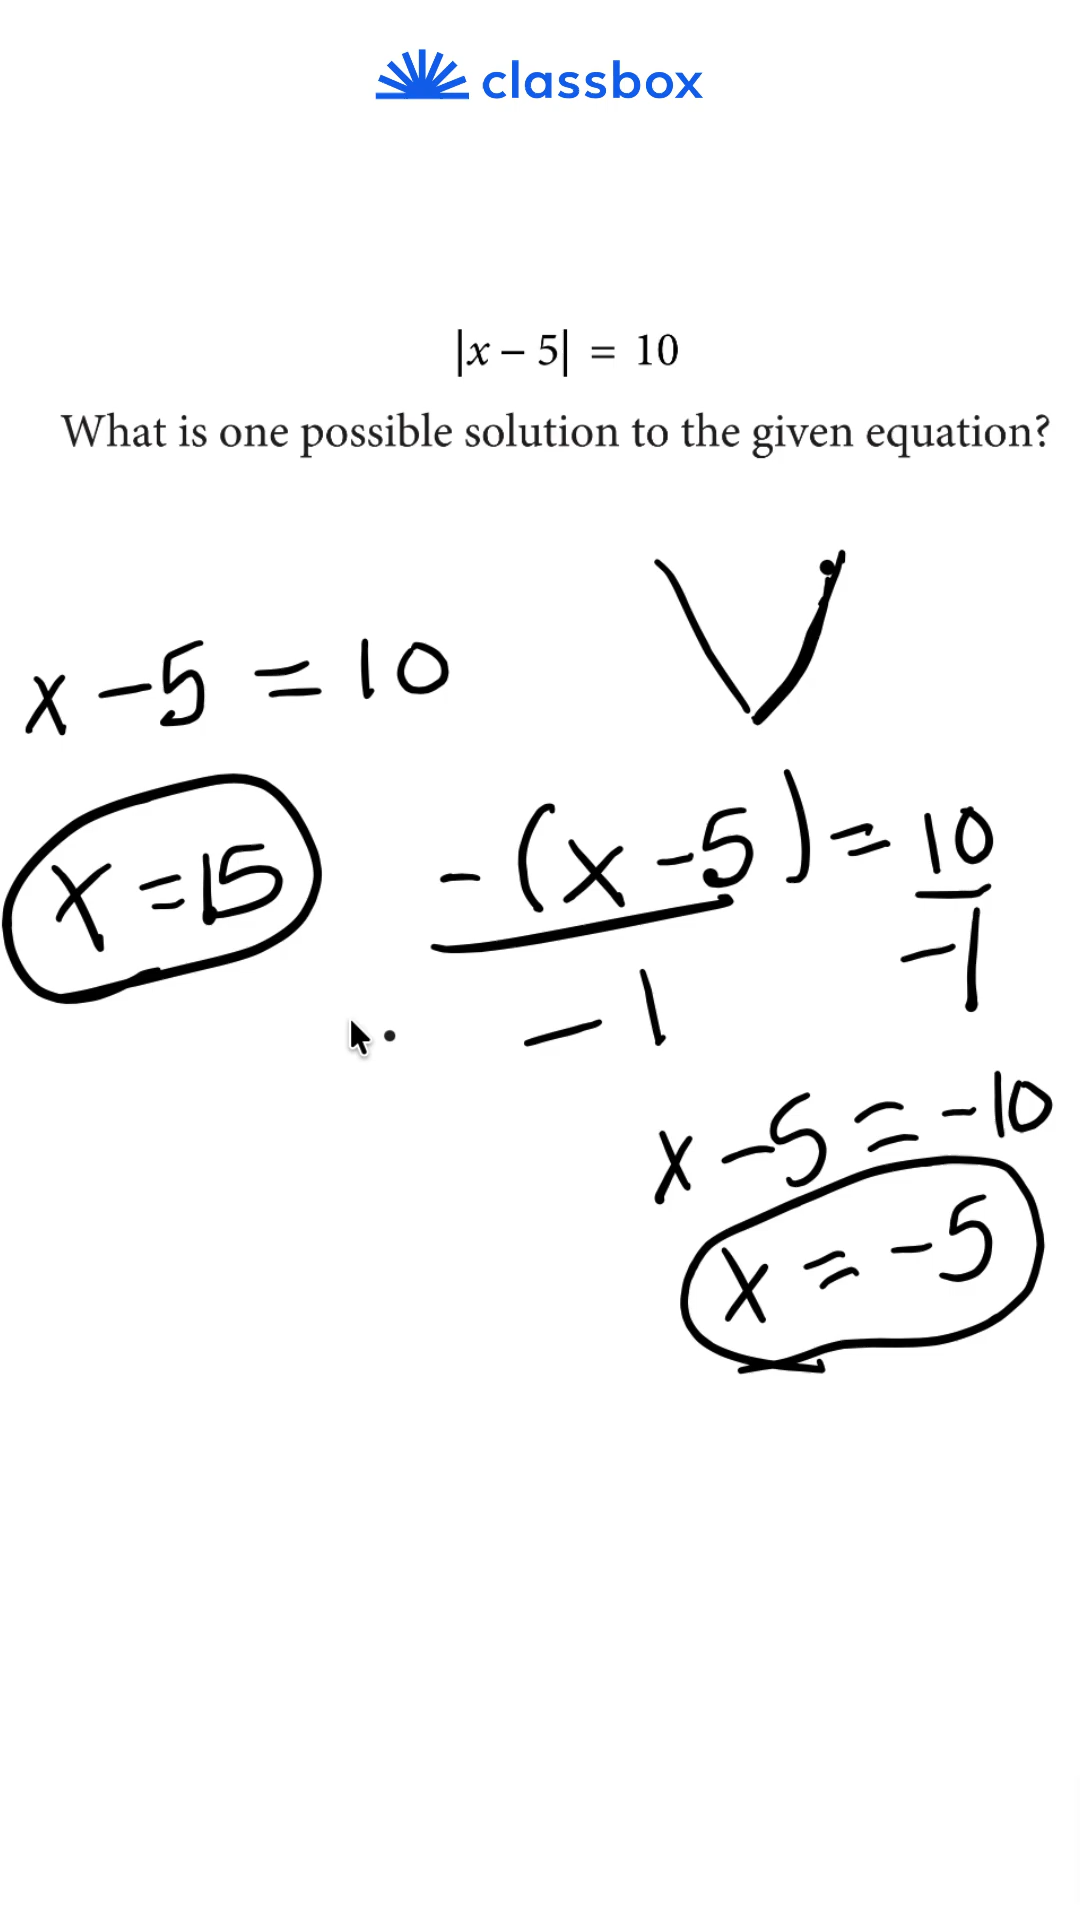 classbox
|x – 5| = 10
What is one possible solution to the given equation?
x - 5 = 10
x = 15
-(x - 5) = 10
-1 -1
x - 5 = -10
x = -5